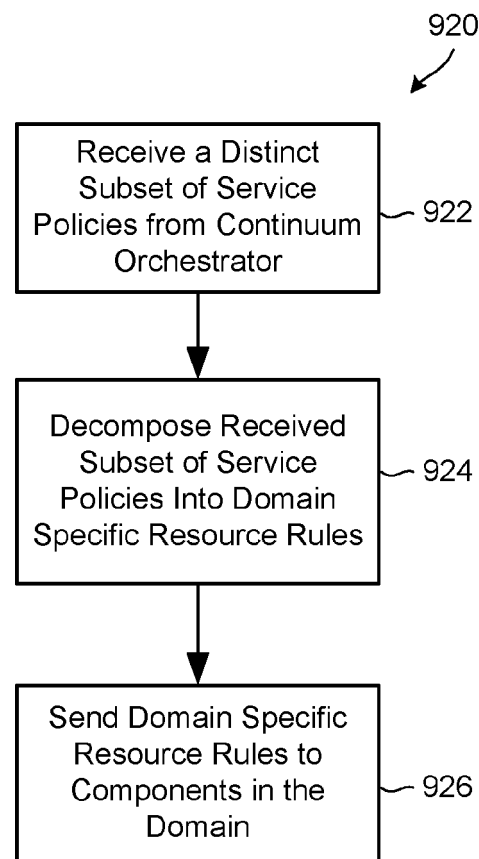 920
Receive a Distinct
Subset of Service
Policies from Continuum
Orchestrator
922
Decompose Received
Subset of Service
Policies Into Domain
Specific Resource Rules
924
Send Domain Specific
Resource Rules to
Components in the
Domain
926